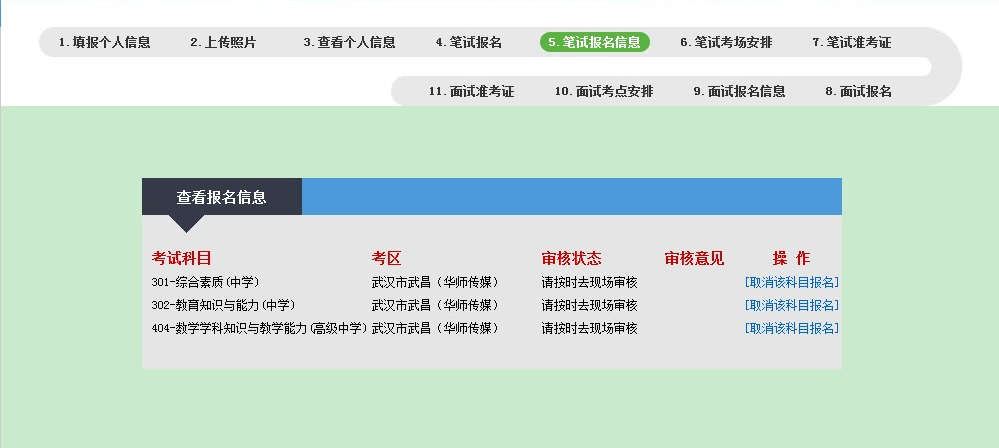 1.填报个人信息 2.上传照片 3.查看个人信息 4.笔试报名 5.笔试报名信息 6.笔试考场安排 7.笔试准考证
11.面试准考证 10.面试考点安排 9.面试报名信息 8.面试报名
查看报名信息
考试科目 考区 审核状态 审核意见 操 作
301-综合素质(中学) 武汉市武昌（华师传媒） 请按时去现场审核 [取消该科目报名]
302-教育知识与能力(中学) 武汉市武昌（华师传媒） 请按时去现场审核 [取消该科目报名]
404-数学学科知识与教学能力(高级中学) 武汉市武昌（华师传媒） 请按时去现场审核 [取消该科目报名]